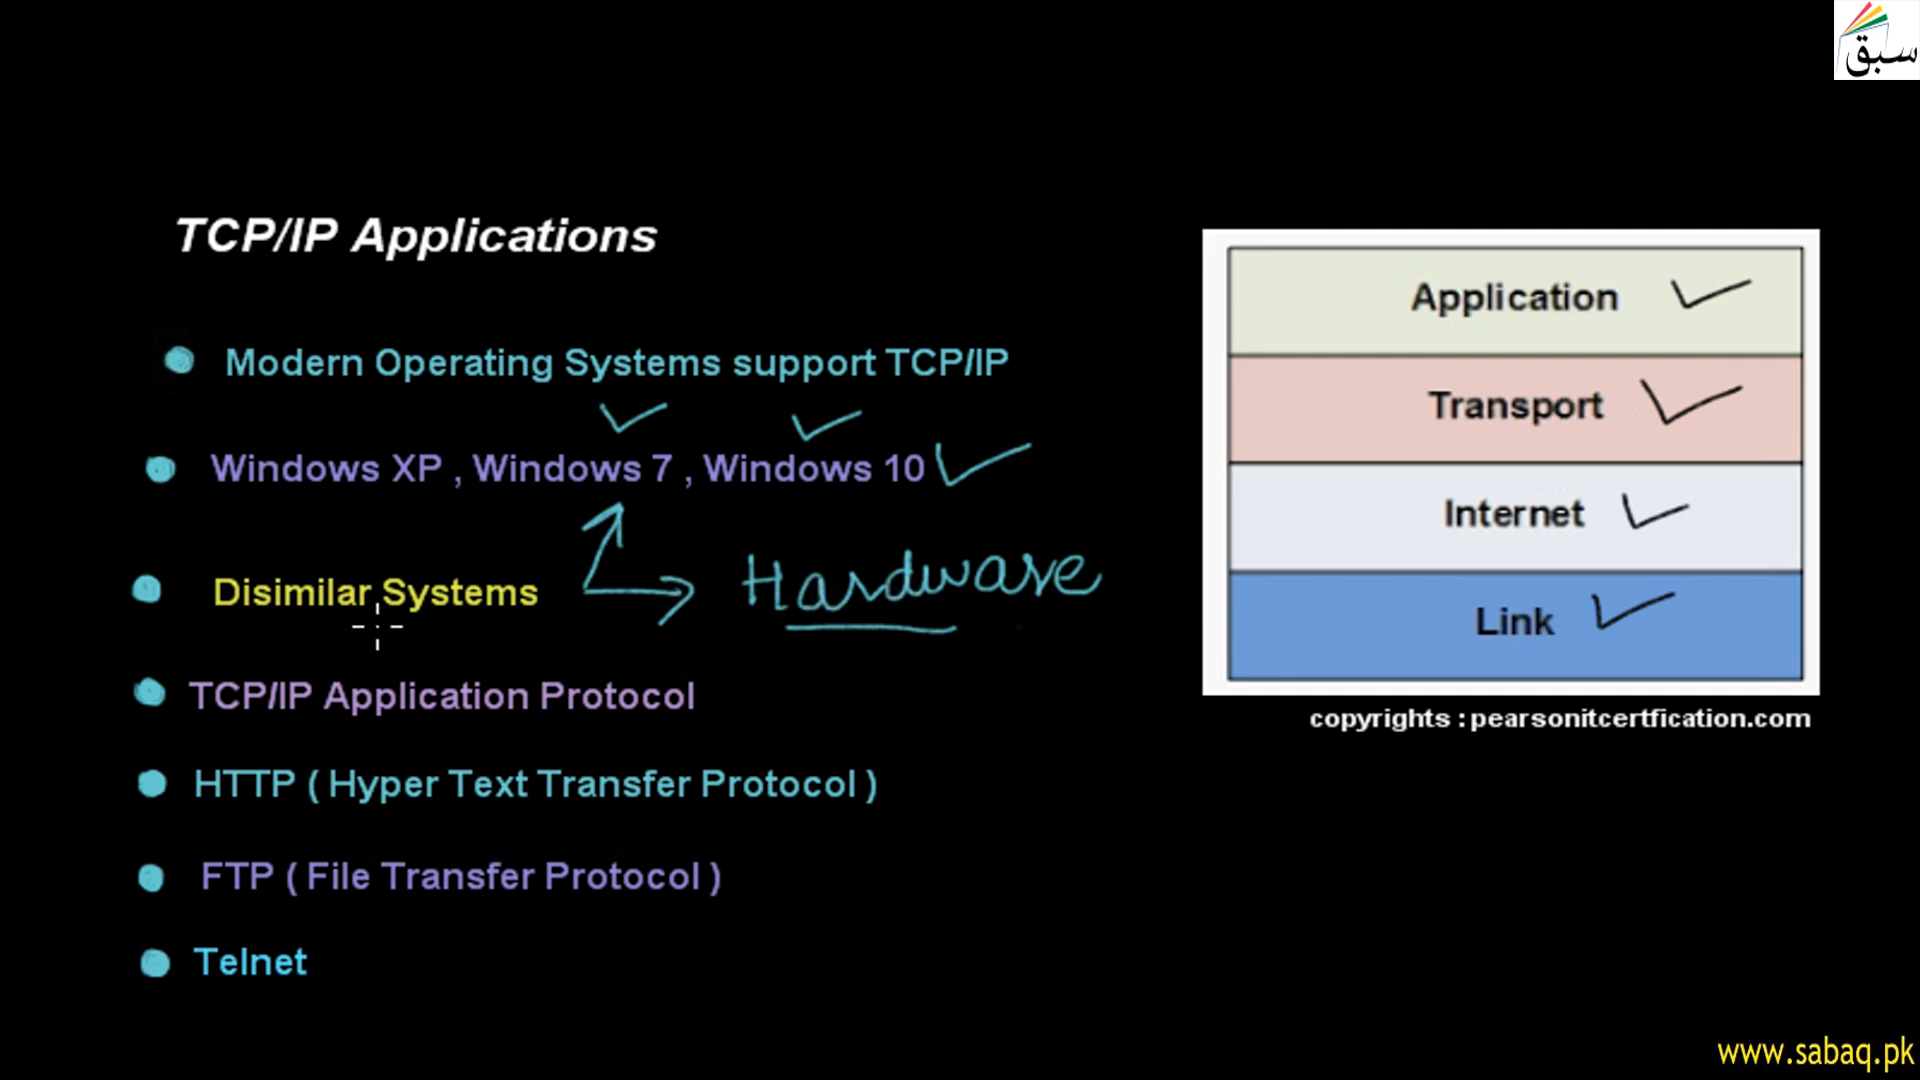 سبق
TCP/IP Applications
Modern Operating Systems support TCP/IP
Windows XP , Windows 7 , Windows 10
Disimilar Systems
Hardware
TCP/IP Application Protocol
HTTP ( Hyper Text Transfer Protocol )
FTP ( File Transfer Protocol )
Telnet
Application
Transport
Internet
Link
copyrights : pearsonitcertfication.com
www.sabaq.pk